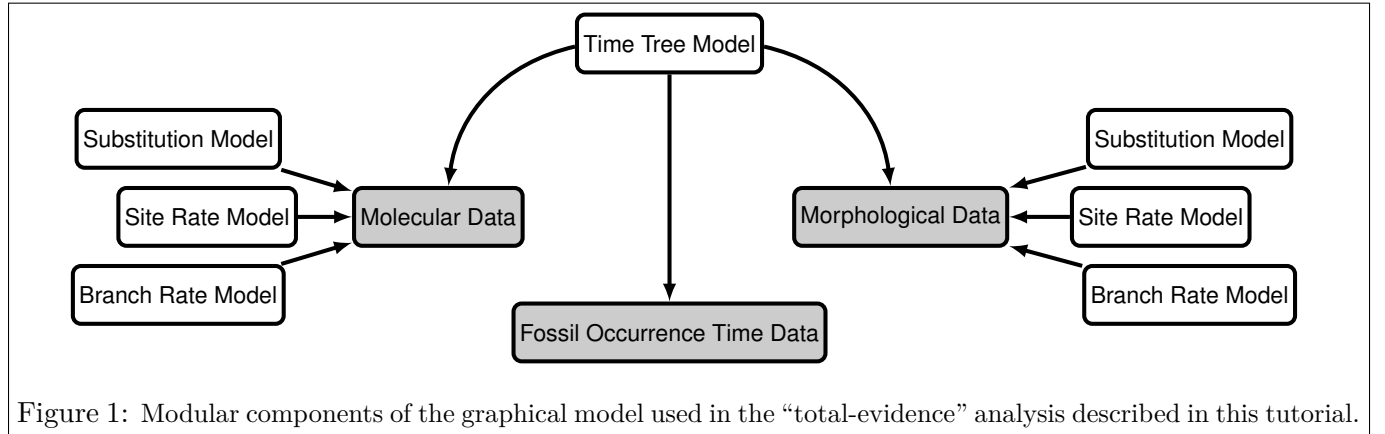 Time Tree Model
Substitution Model
Substitution Model
Molecular Data
Morphological Data
Site Rate Model
Site Rate Model
Branch Rate Model
Branch Rate Model
Fossil Occurrence Time Data
Figure 1: Modular components of the graphical model used in the “total-evidence” analysis described in this tutorial.